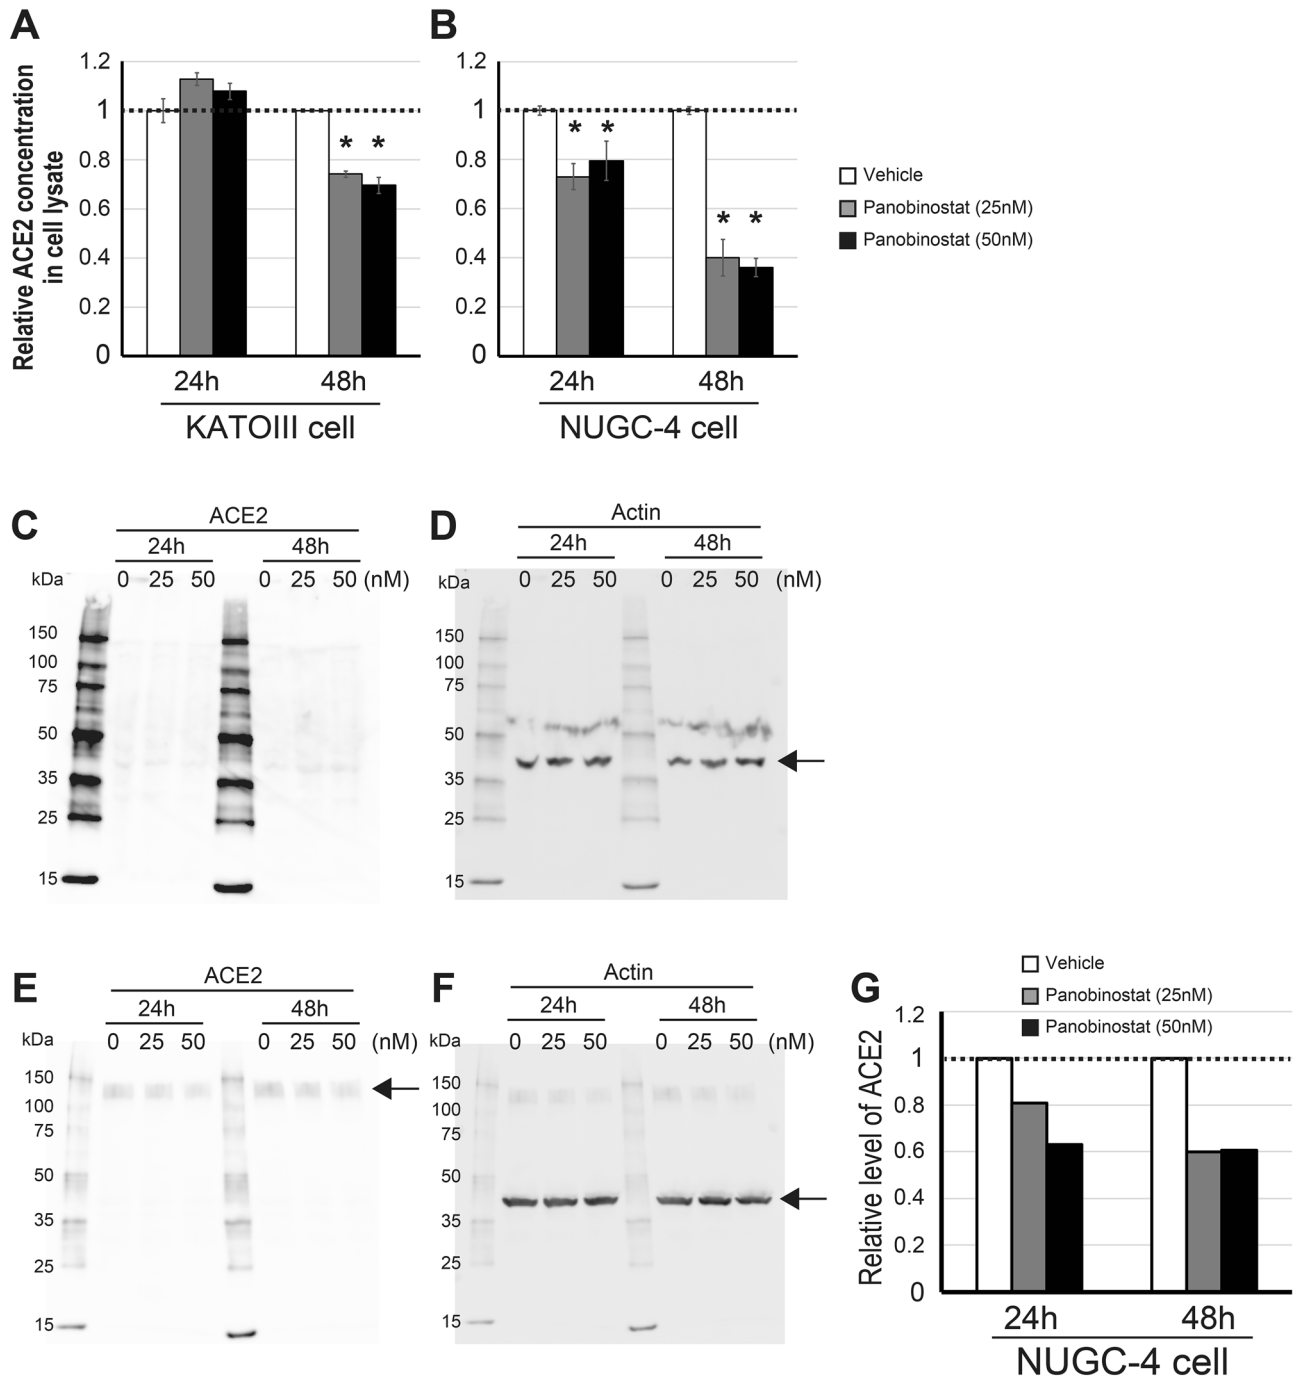 A
B
Relative ACE2 concentration
in cell lysate
1.2
1
0.8
0.6
0.4
0.2
0
* *
24h
48h
KATOIII cell
1.2
1
0.8
0.6
0.4
0.2
0
* *
* *
24h
48h
NUGC-4 cell
Vehicle
Panobinostat (25nM)
Panobinostat (50nM)
C
ACE2
24h
48h
kDa
0 25 50
0 25 50 (nM)
150
100
75
50
35
25
15
D
Actin
24h
48h
kDa
0 25 50
0 25 50 (nM)
150
100
75
50
35
25
15
E
ACE2
24h
48h
kDa
0 25 50
0 25 50 (nM)
150
100
75
50
35
25
15
F
Actin
24h
48h
kDa
0 25 50
0 25 50 (nM)
150
100
75
50
35
25
15
G
Vehicle
Panobinostat (25nM)
Panobinostat (50nM)
Relative level of ACE2
1.2
1
0.8
0.6
0.4
0.2
0
24h
48h
NUGC-4 cell